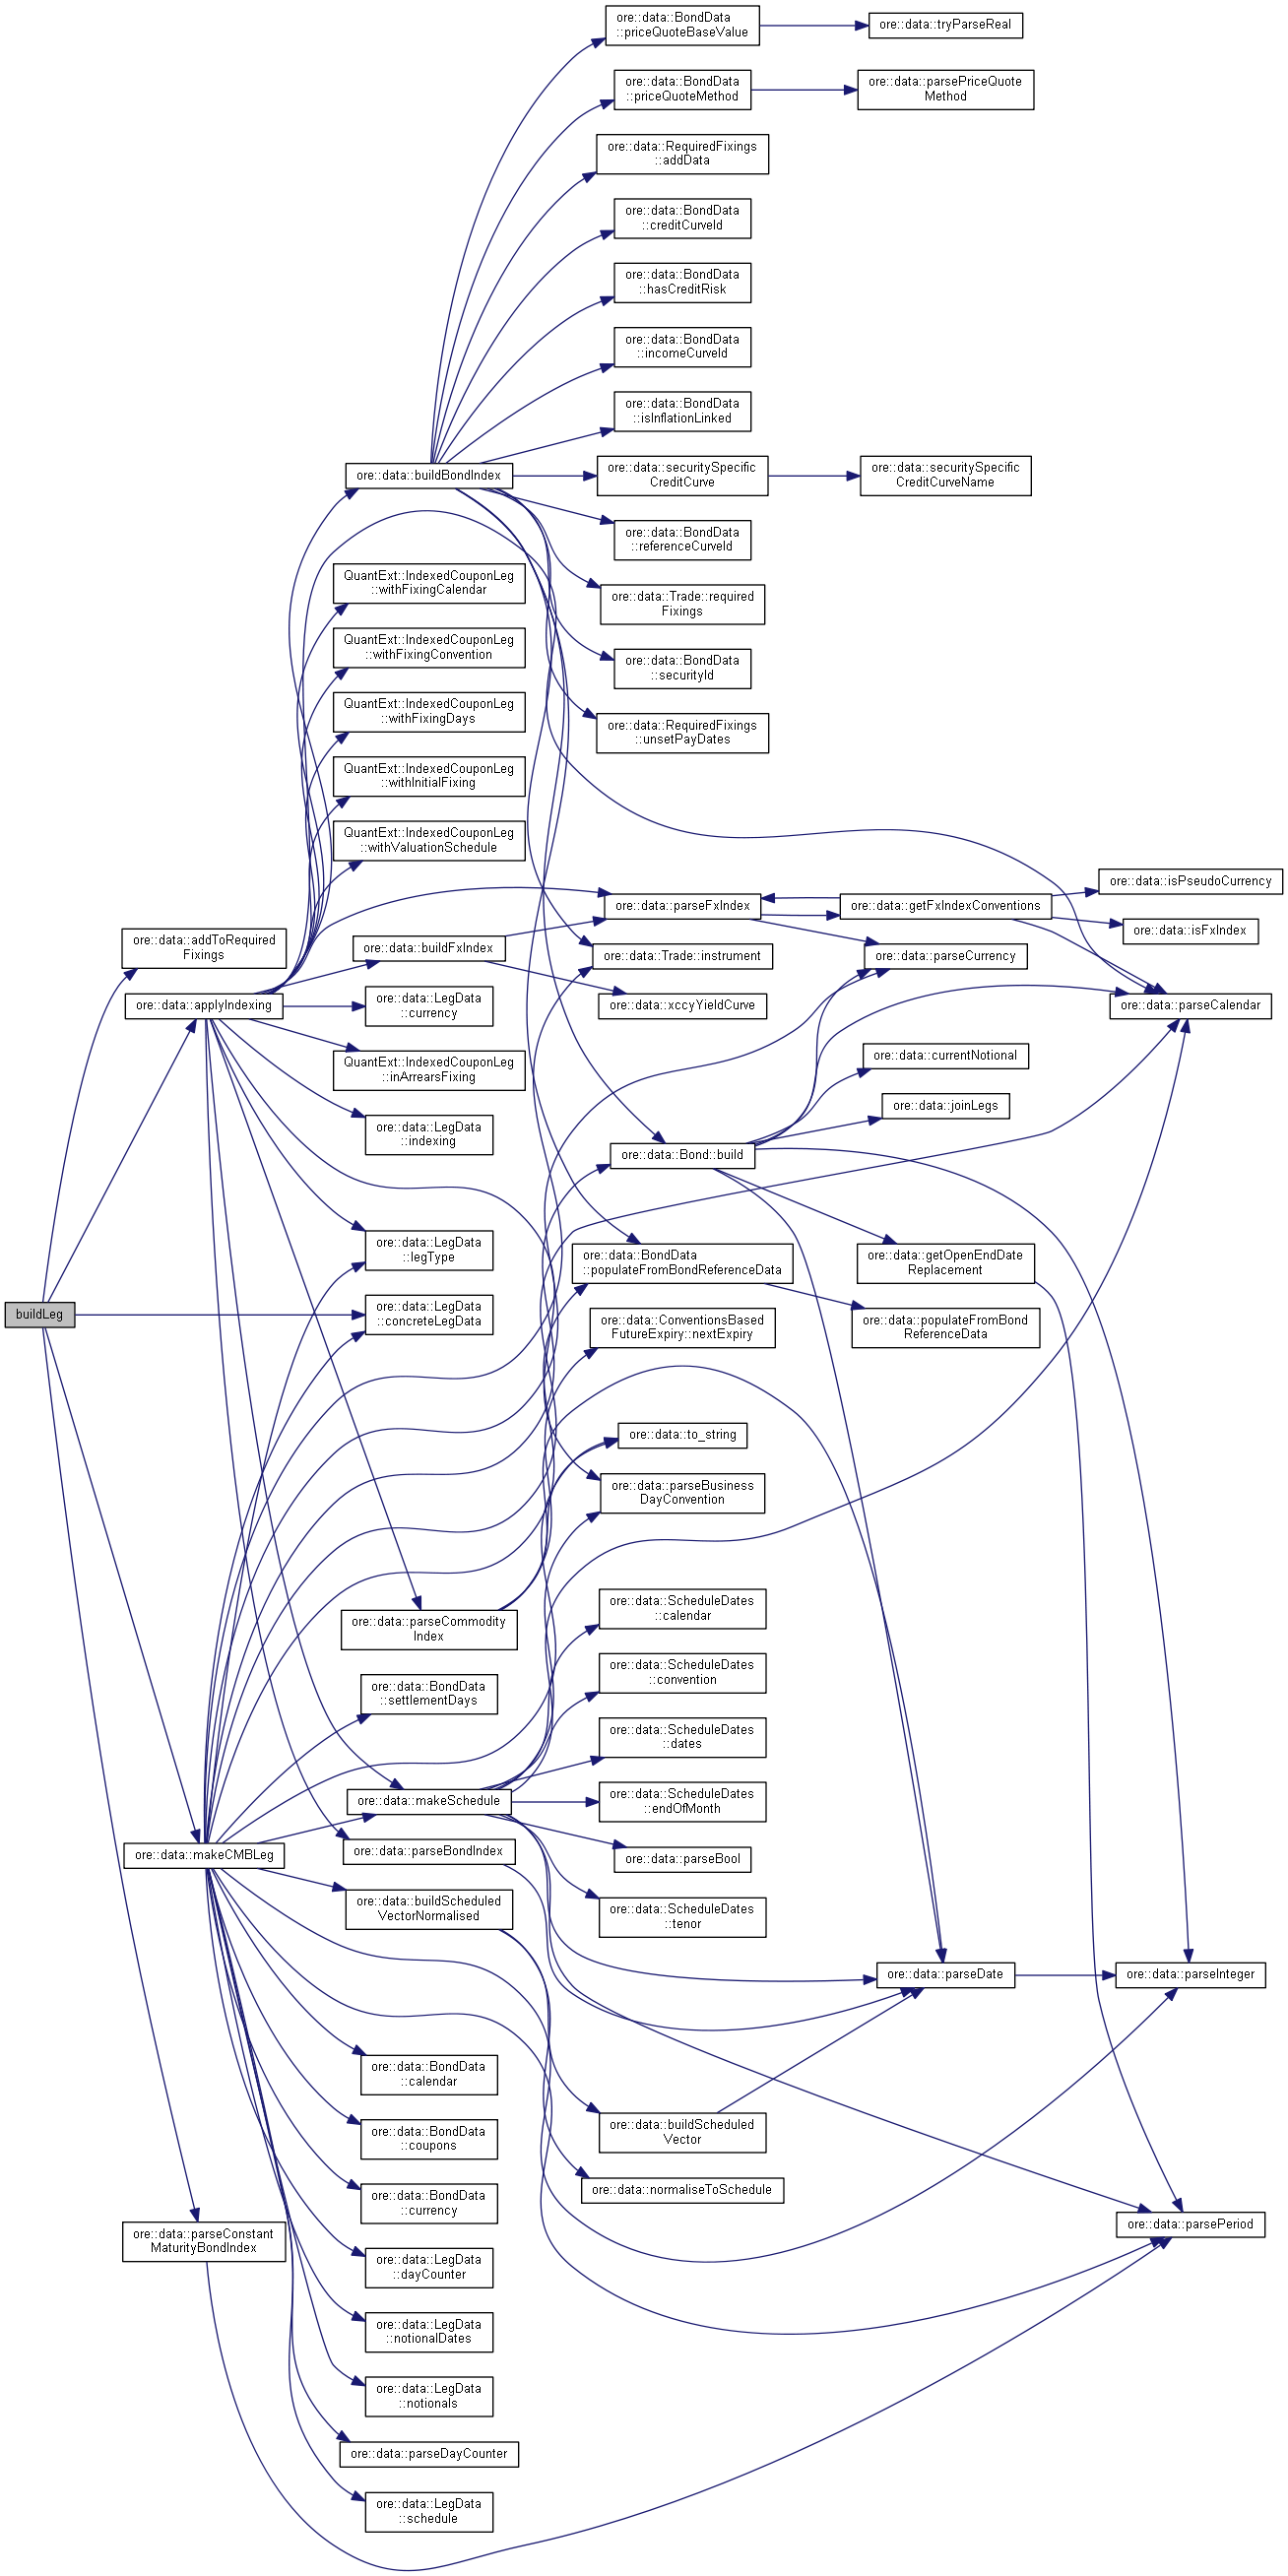 ore::data::BondData
::priceQuoteBaseValue
ore::data::tryParseReal
ore::data::BondData
::priceQuoteMethod
ore::data::parsePriceQuote
Method
ore::data::RequiredFixings
::addData
ore::data::BondData
::creditCurveId
ore::data::BondData
::hasCreditRisk
ore::data::BondData
::incomeCurveId
ore::data::BondData
::isInflationLinked
ore::data::buildBondIndex
ore::data::securitySpecific
CreditCurve
ore::data::securitySpecific
CreditCurveName
ore::data::BondData
::referenceCurveId
QuantExt::IndexedCouponLeg
::withFixingCalendar
ore::data::Trade::required
Fixings
QuantExt::IndexedCouponLeg
::withFixingConvention
ore::data::BondData
::securityId
QuantExt::IndexedCouponLeg
::withFixingDays
ore::data::RequiredFixings
::unsetPayDates
QuantExt::IndexedCouponLeg
::withInitialFixing
QuantExt::IndexedCouponLeg
::withValuationSchedule
ore::data::isPseudoCurrency
ore::data::parseFxIndex
ore::data::getFxIndexConventions
ore::data::isFxIndex
ore::data::addToRequired
Fixings
ore::data::buildFxIndex
ore::data::Trade::instrument
ore::data::parseCurrency
ore::data::applyIndexing
ore::data::LegData
::currency
ore::data::xccyYieldCurve
ore::data::parseCalendar
QuantExt::IndexedCouponLeg
::inArrearsFixing
ore::data::currentNotional
ore::data::joinLegs
ore::data::LegData
::indexing
ore::data::Bond::build
ore::data::LegData
::legType
ore::data::BondData
::populateFromBondReferenceData
ore::data::getOpenEndDate
Replacement
buildLeg
ore::data::LegData
::concreteLegData
ore::data::ConventionsBased
FutureExpiry::nextExpiry
ore::data::populateFromBond
ReferenceData
ore::data::to_string
ore::data::parseBusiness
DayConvention
ore::data::parseCommodity
Index
ore::data::ScheduleDates
::calendar
ore::data::BondData
::settlementDays
ore::data::ScheduleDates
::convention
ore::data::ScheduleDates
::dates
ore::data::makeSchedule
ore::data::ScheduleDates
::endOfMonth
ore::data::makeCMBLeg
ore::data::parseBondIndex
ore::data::parseBool
ore::data::buildScheduled
VectorNormalised
ore::data::ScheduleDates
::tenor
ore::data::parseDate
ore::data::parseInteger
ore::data::BondData
::calendar
ore::data::BondData
::coupons
ore::data::buildScheduled
Vector
ore::data::BondData
::currency
ore::data::normaliseToSchedule
ore::data::parseConstant
MaturityBondIndex
ore::data::parsePeriod
ore::data::LegData
::dayCounter
ore::data::LegData
::notionalDates
ore::data::LegData
::notionals
ore::data::parseDayCounter
ore::data::LegData
::schedule